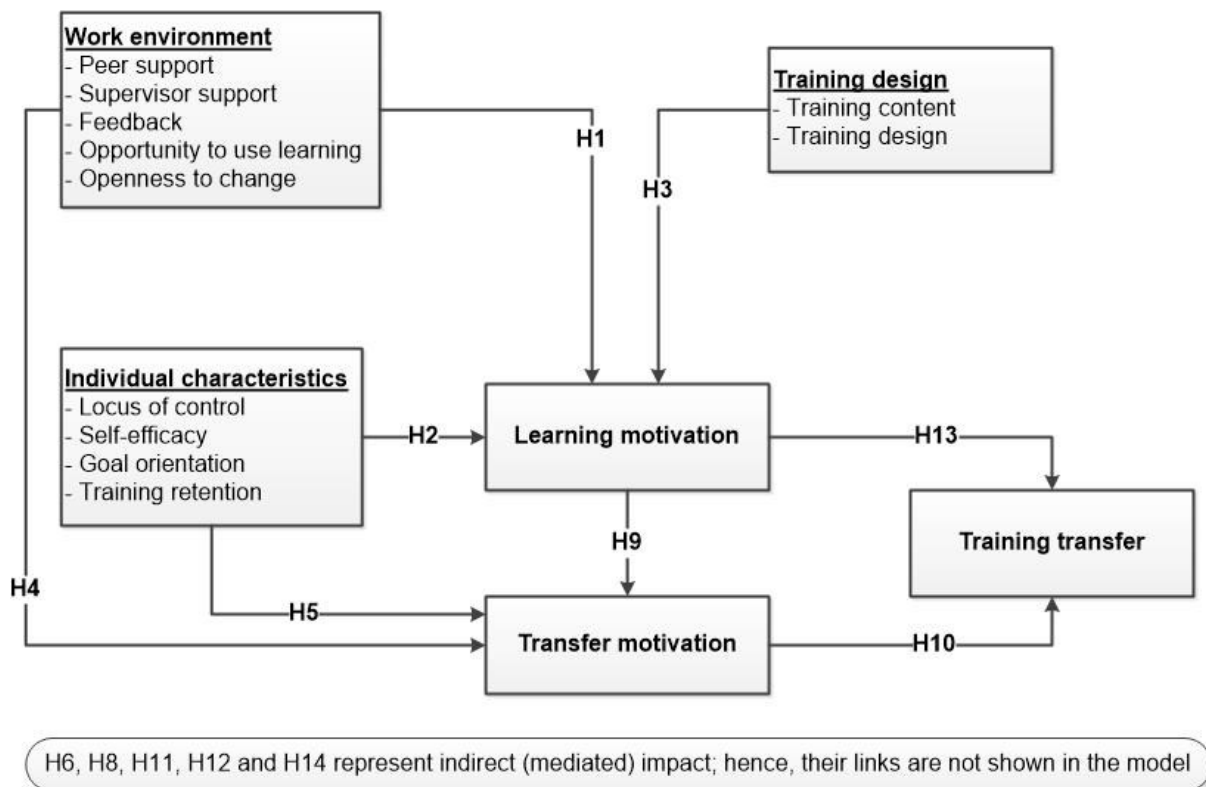 Work environment
- Peer support
- Supervisor support
- Feedback
- Opportunity to use learning
- Openness to change
Training design
- Training content
- Training design
H1
H3
Individual characteristics
- Locus of control
- Self-efficacy
- Goal orientation
- Training retention
H2
Learning motivation
H13
H9
Training transfer
H4
H5
Transfer motivation
H10
H6, H8, H11, H12 and H14 represent indirect (mediated) impact; hence, their links are not shown in the model